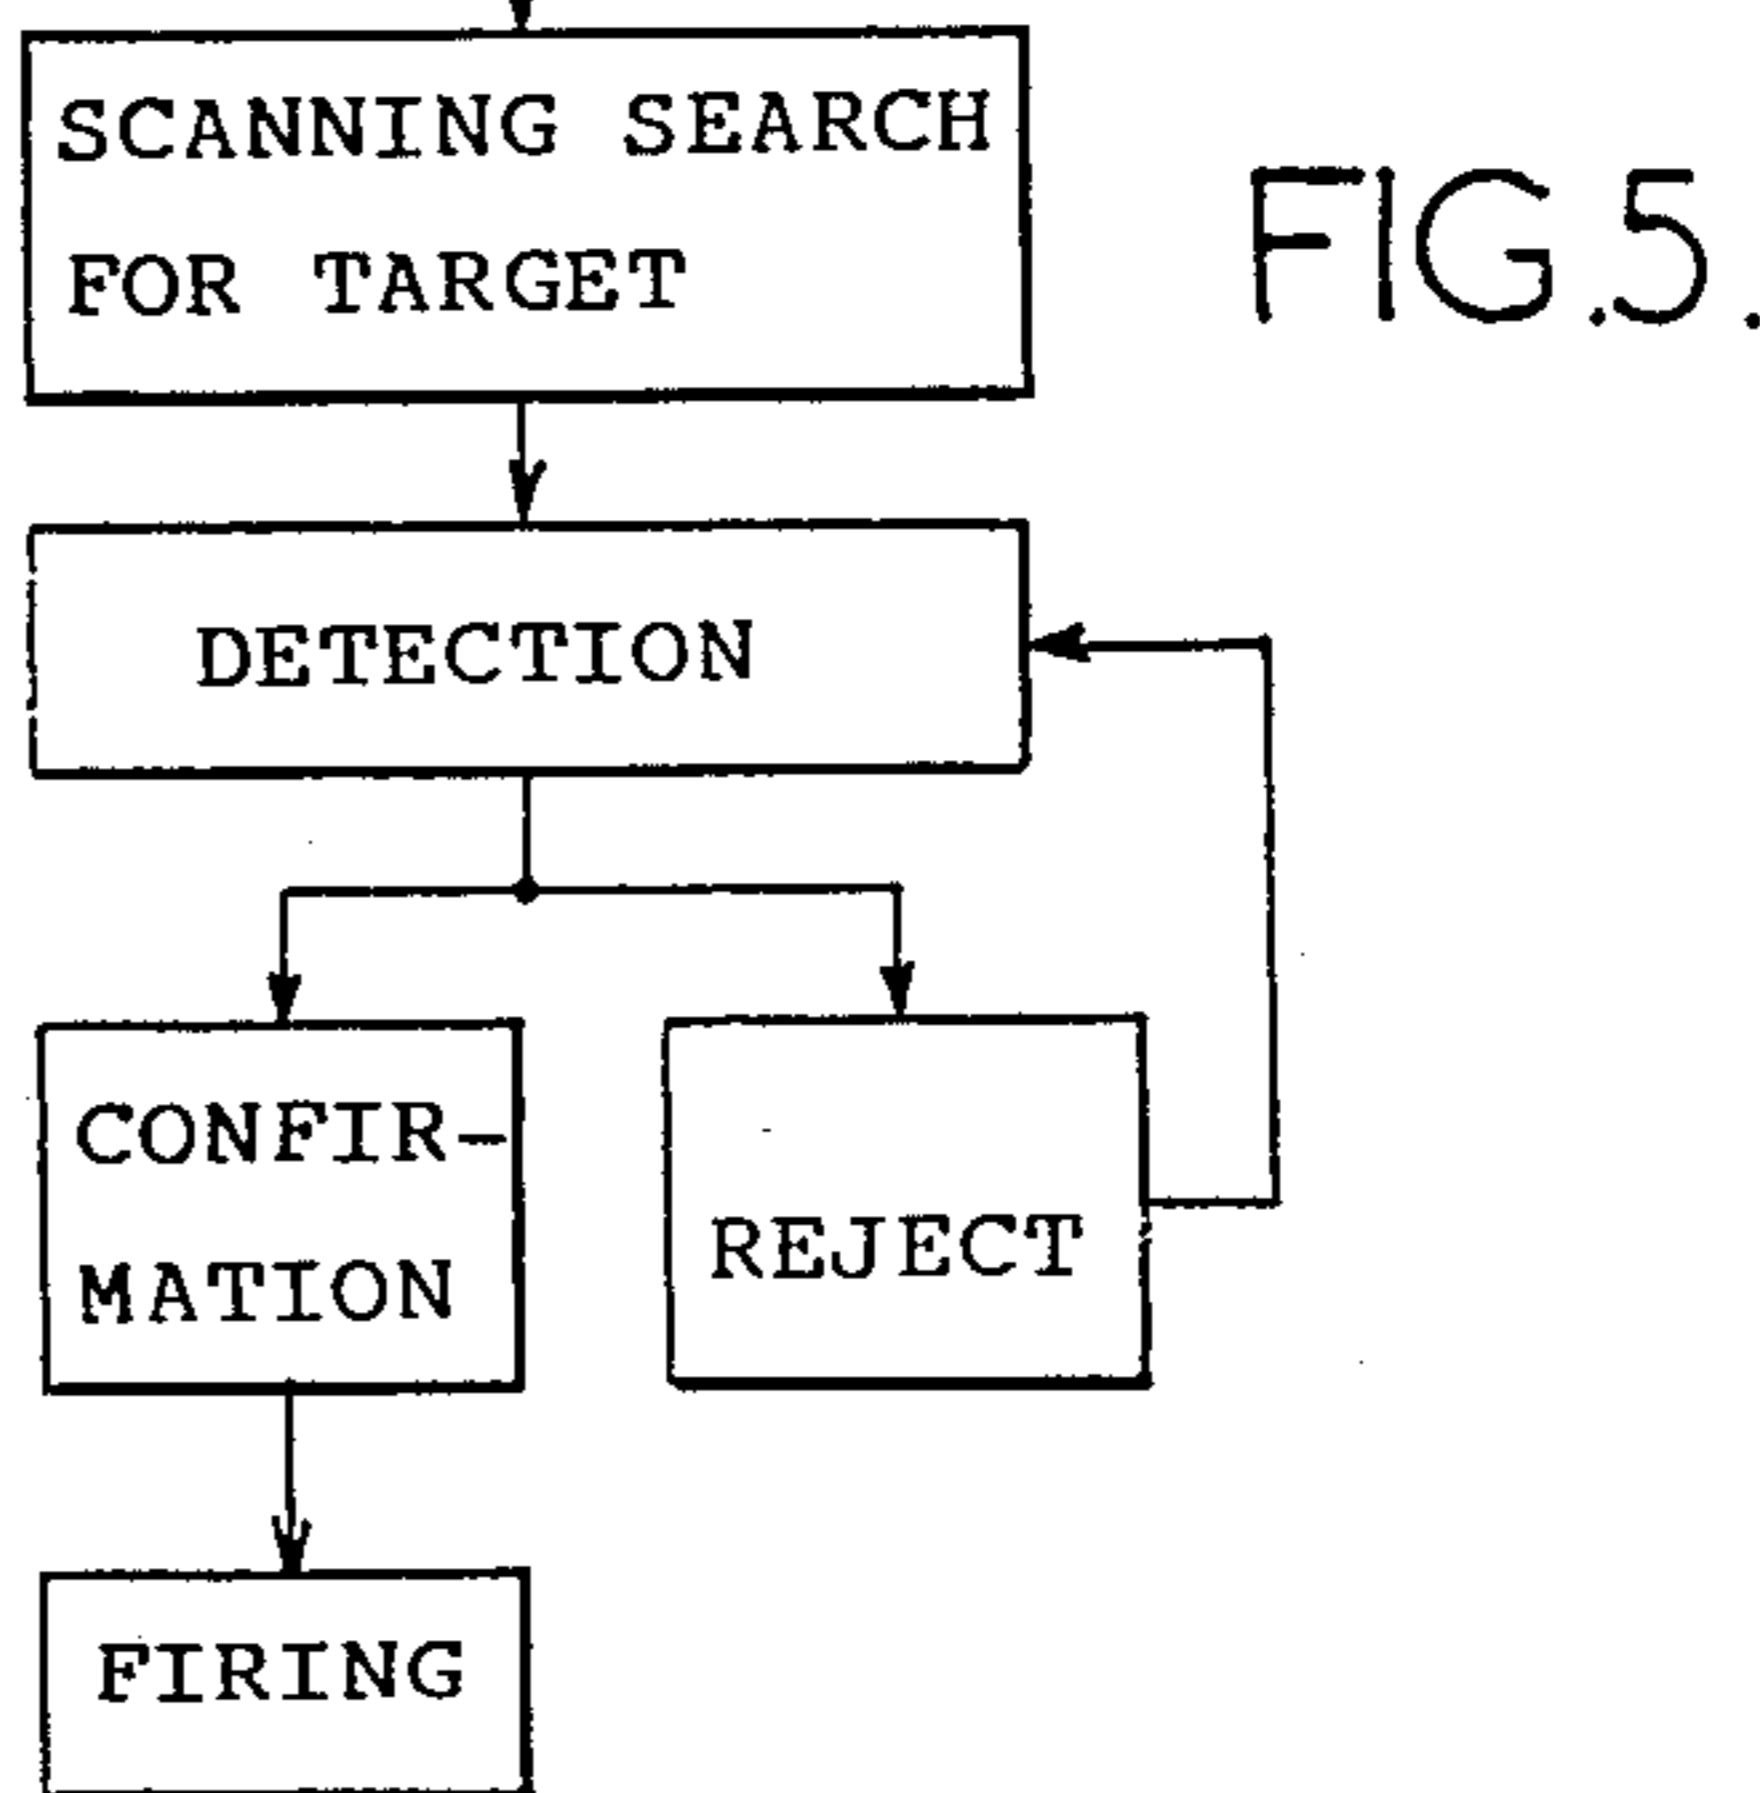 SCANNING SEARCH
FOR TARGET
FIG.5.
DETECTION
CONFIR-
MATION
REJECT
FIRING